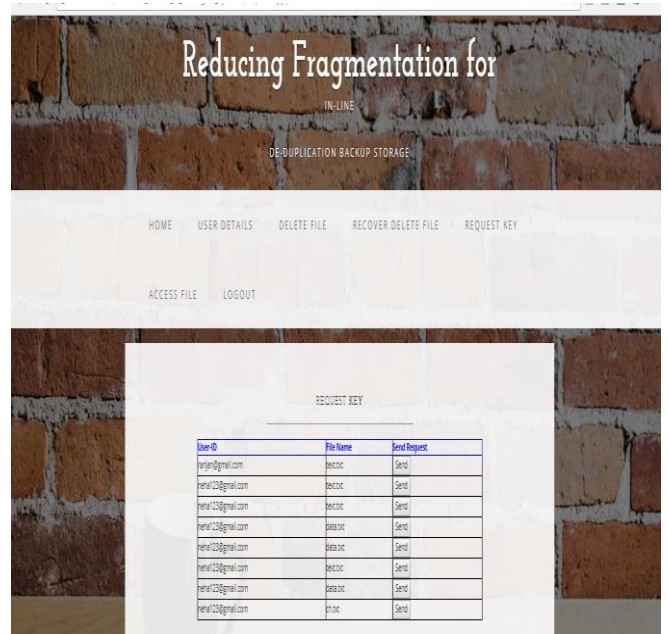 Reducing Fragmentation for
IN-LINE
DE-DUPLICATION BACKUP STORAGE
HOME USER DETAILS DELETE FILE RECOVER DELETE FILE REQUEST KEY
ACCESS FILE LOGOUT
REQUEST KEY
User-ID File Name Send Request
ranjan@gmail.com text.txt Send
neha123@gmail.com text.txt Send
neha123@gmail.com text.txt Send
neha123@gmail.com data.txt Send
neha123@gmail.com data.txt Send
neha123@gmail.com text.txt Send
neha123@gmail.com data.txt Send
neha123@gmail.com ch.txt Send